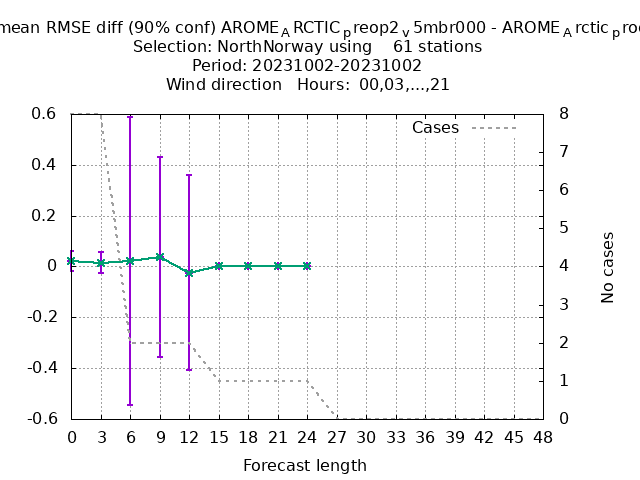 mean RMSE diff (90% conf) AROME_ARCTIC_preop2_v5mbr000 - AROME_Arctic_pro
Selection: NorthNorway using 61 stations
Period: 20231002-20231002
Wind direction Hours: 00,03,...,21
Cases
0.6
0.4
0.2
0
-0.2
-0.4
-0.6
8
7
6
5
4
3
2
1
0
No cases
0 3 6 9 12 15 18 21 24 27 30 33 36 39 42 45 48
Forecast length